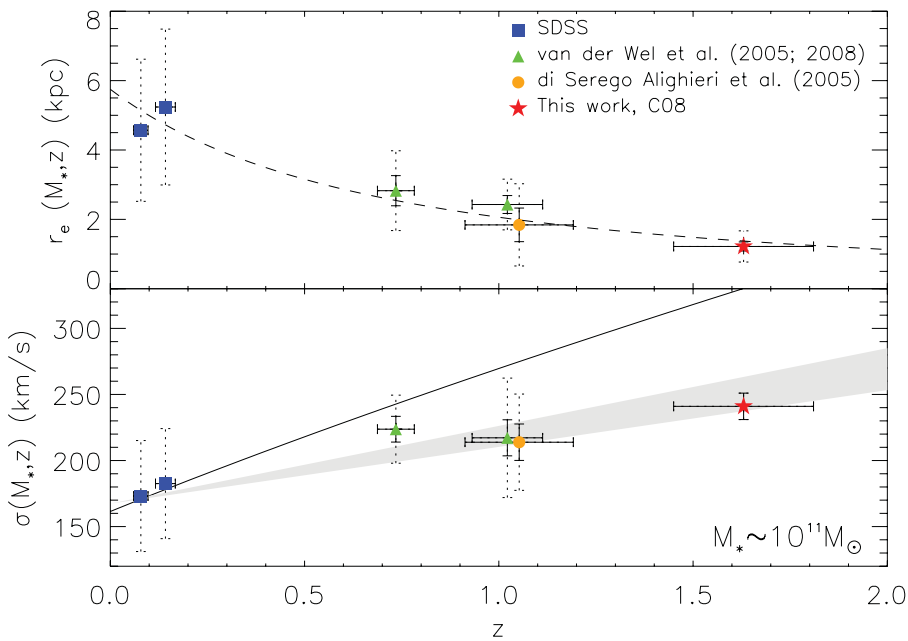 8
6
4
2
0
r_e (M_*,z) (kpc)
SDSS
van der Wel et al. (2005; 2008)
di Serego Alighieri et al. (2005)
This work, C08
300
250
200
150
σ(M_*,z) (km/s)
M_*~10^11M_⊙
0.0 0.5 1.0 1.5 2.0
z